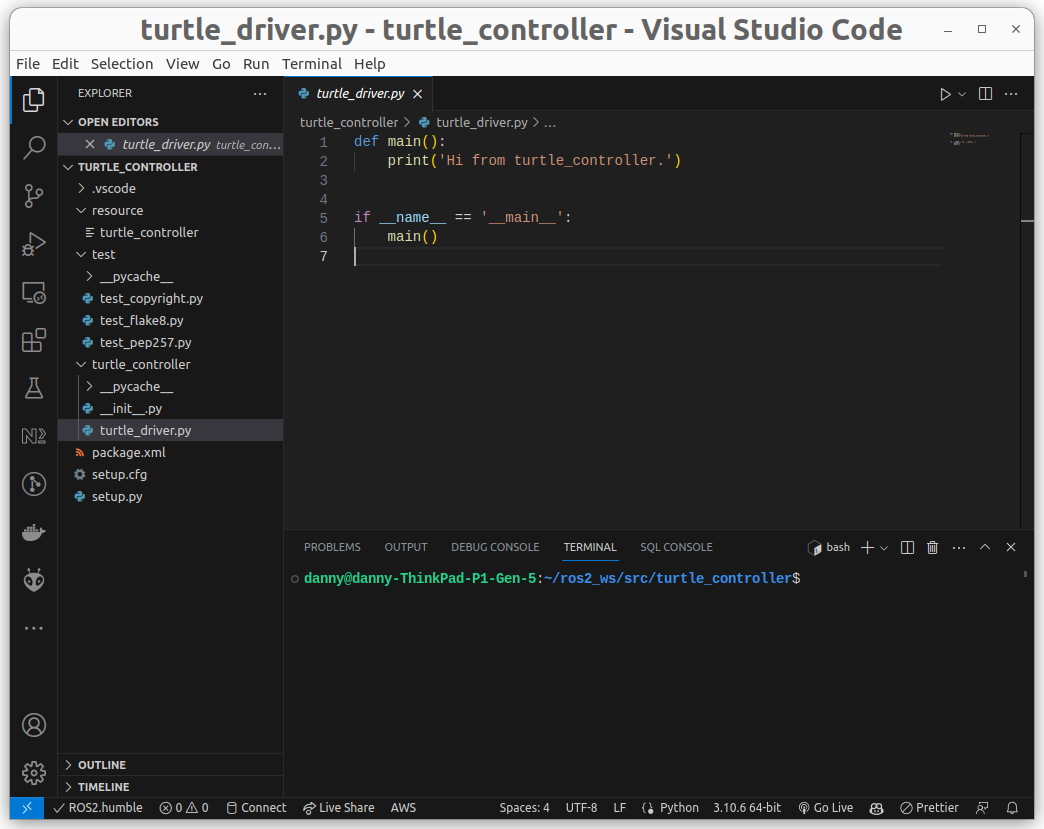 turtle_driver.py - turtle_controller - Visual Studio Code
File Edit Selection View Go Run Terminal Help
EXPLORER
OPEN EDITORS
turtle_driver.py turtle_con...
TURTLE_CONTROLLER
.vscode
resource
turtle_controller
test
__pycache__
test_copyright.py
test_flake8.py
test_pep257.py
turtle_controller
__pycache__
__init__.py
turtle_driver.py
package.xml
setup.cfg
setup.py
OUTLINE
TIMELINE
turtle_driver.py
turtle_controller > turtle_driver.py > ...
1 def main():
2     print('Hi from turtle_controller.')
3
4
5 if __name__ == '__main__':
6     main()
7
PROBLEMS OUTPUT DEBUG CONSOLE TERMINAL SQL CONSOLE bash
danny@danny-ThinkPad-P1-Gen-5:~/ros2_ws/src/turtle_controller$
ROS2.humble 0 0 Connect Live Share AWS Spaces: 4 UTF-8 LF Python 3.10.6 64-bit Go Live Prettier